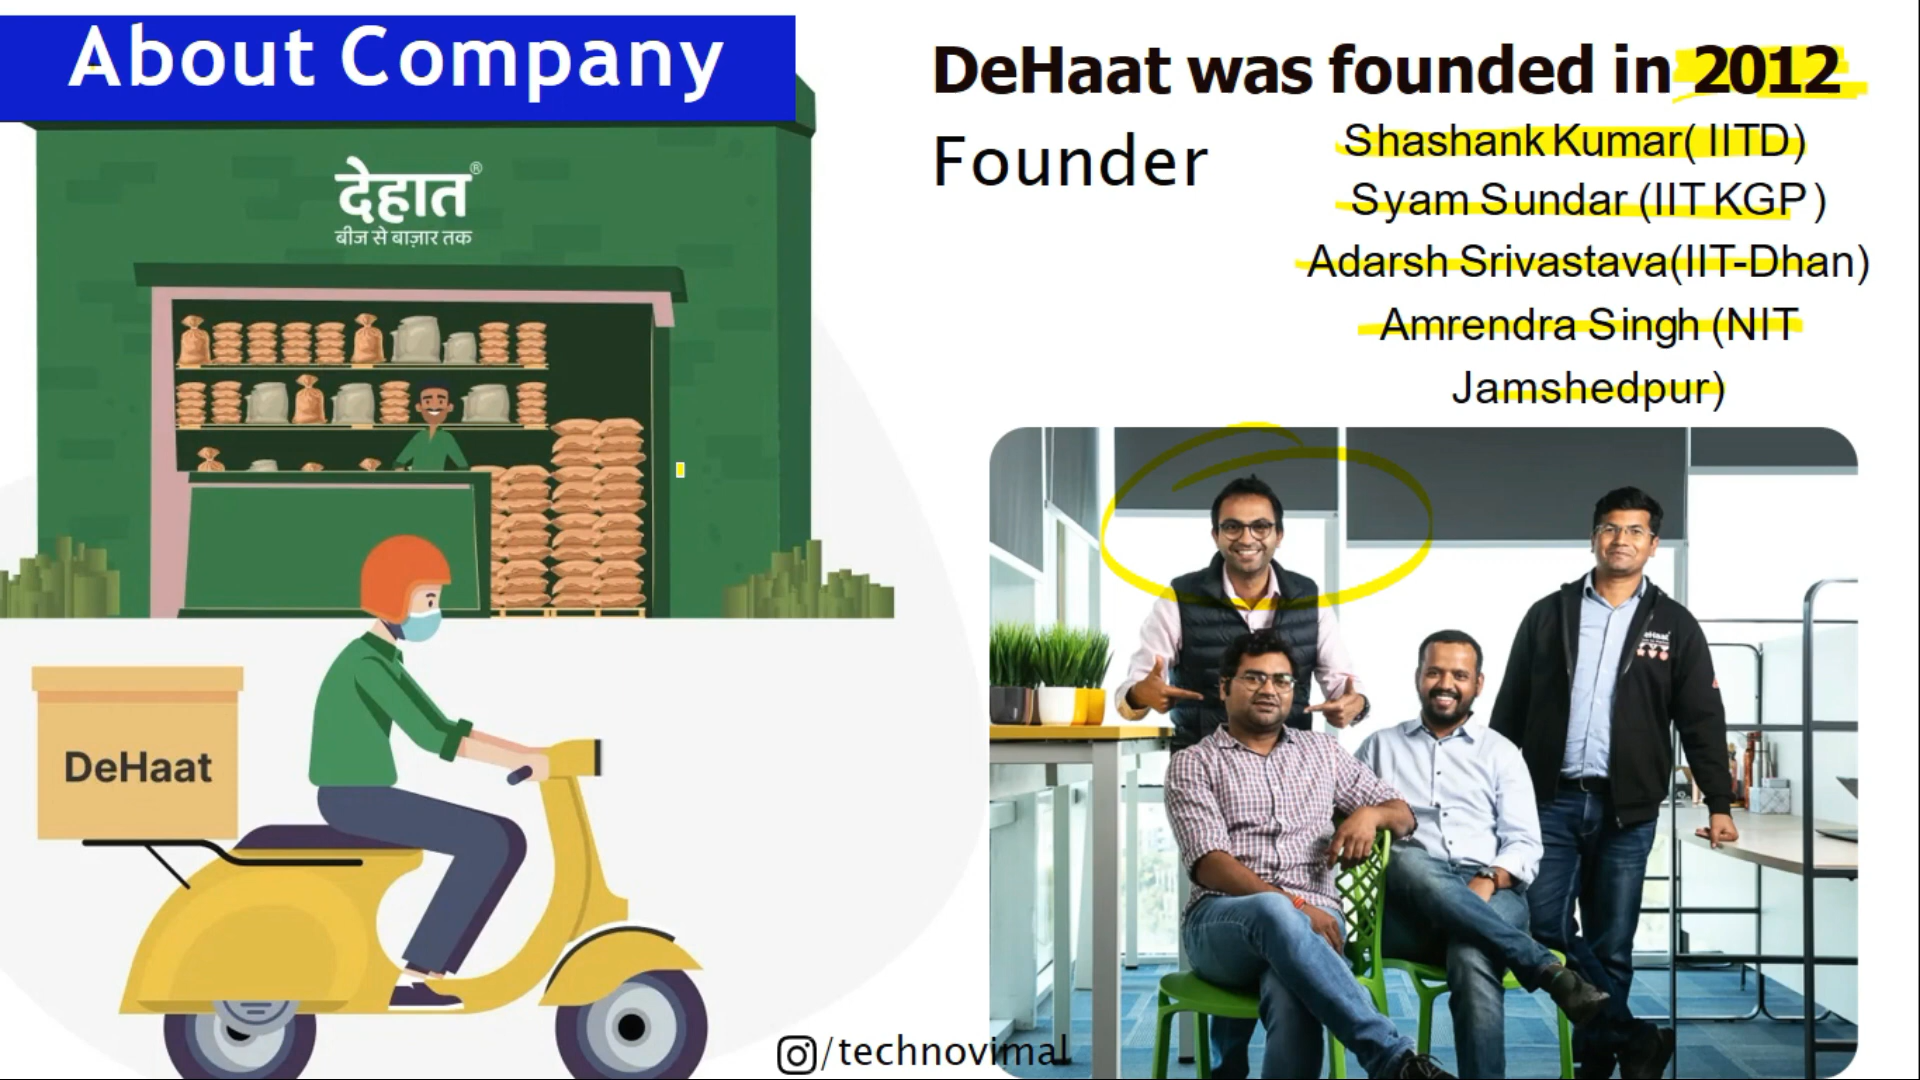 About Company
देहात®
बीज से बाज़ार तक
DeHaat
DeHaat was founded in 2012
Founder
Shashank Kumar( IITD)
Syam Sundar (IIT KGP)
Adarsh Srivastava(IIT-Dhan)
Amrendra Singh (NIT
Jamshedpur)
DeHaat
/technovimal